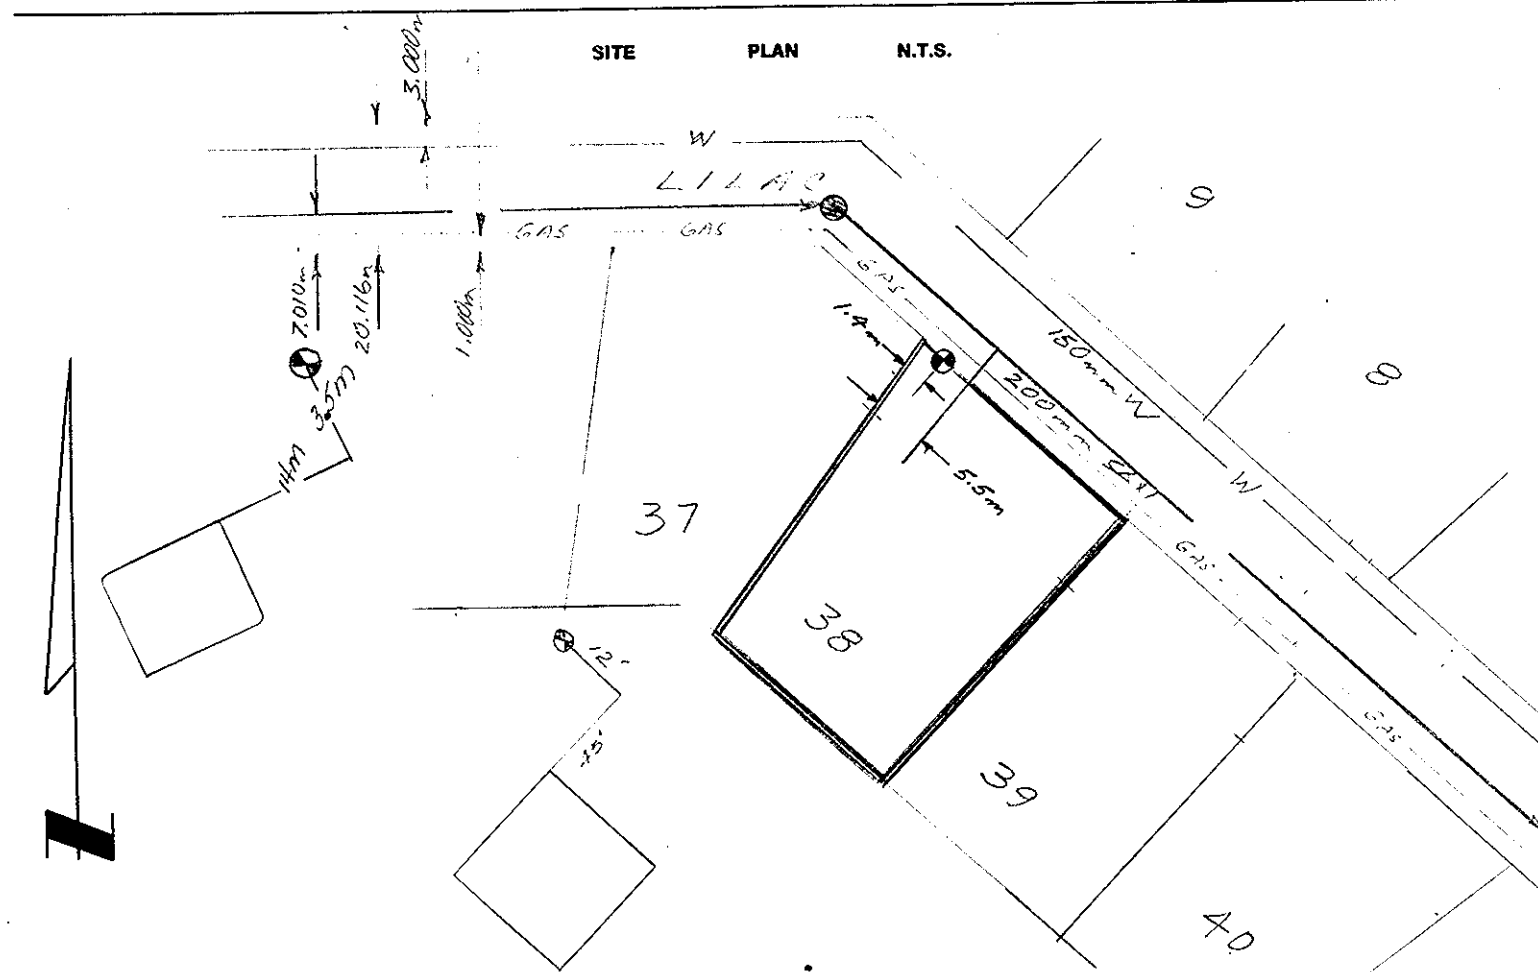 SITE PLAN N.T.S.
3.000m
W
LILAC
GAS GAS
9
7.010m
20.116m
1.000m
GAS
1.4m
150mm W
8
200mm
3.5m
14m
5.5m
W
37
GAS
38
12'
45'
39
GAS
40